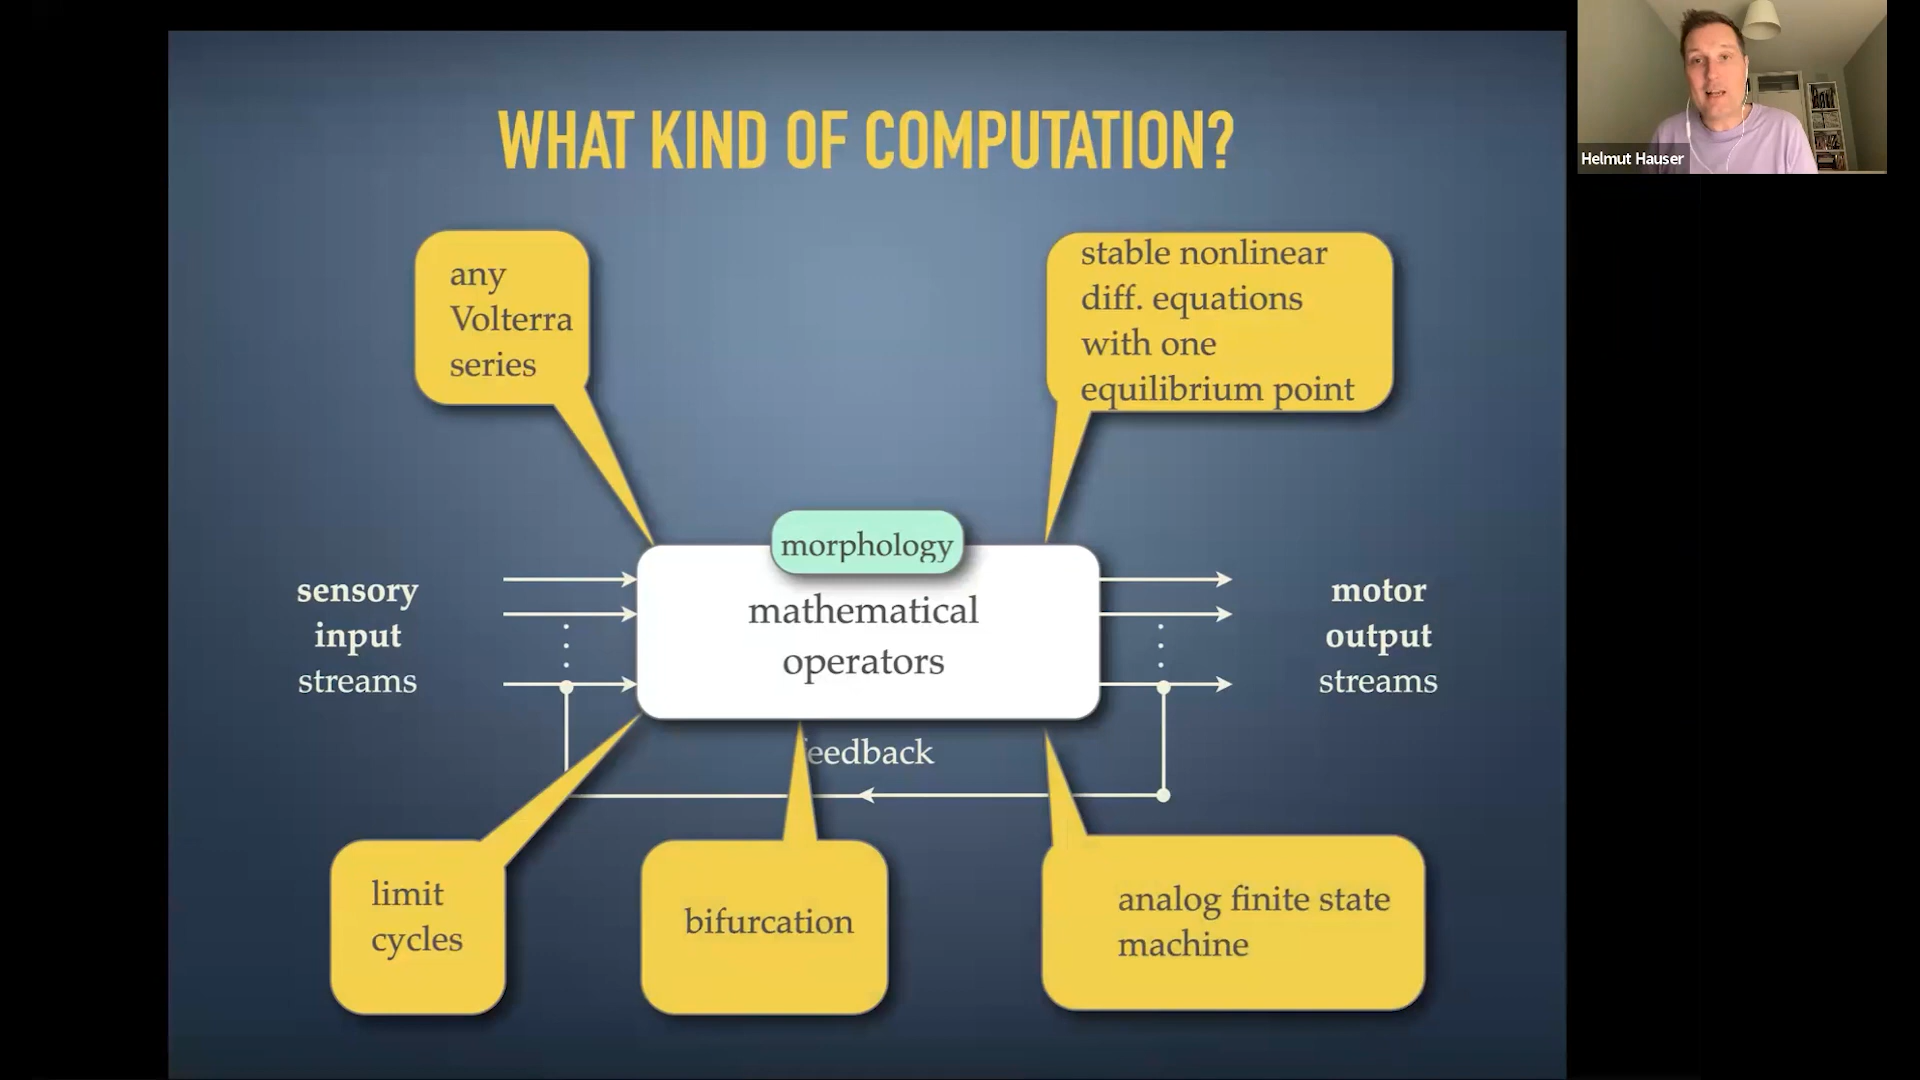 WHAT KIND OF COMPUTATION?
Helmut Hauser
any
Volterra
series
stable nonlinear
diff. equations
with one
equilibrium point
morphology
mathematical
operators
sensory
input
streams
motor
output
streams
eedback
limit
cycles
bifurcation
analog finite state
machine